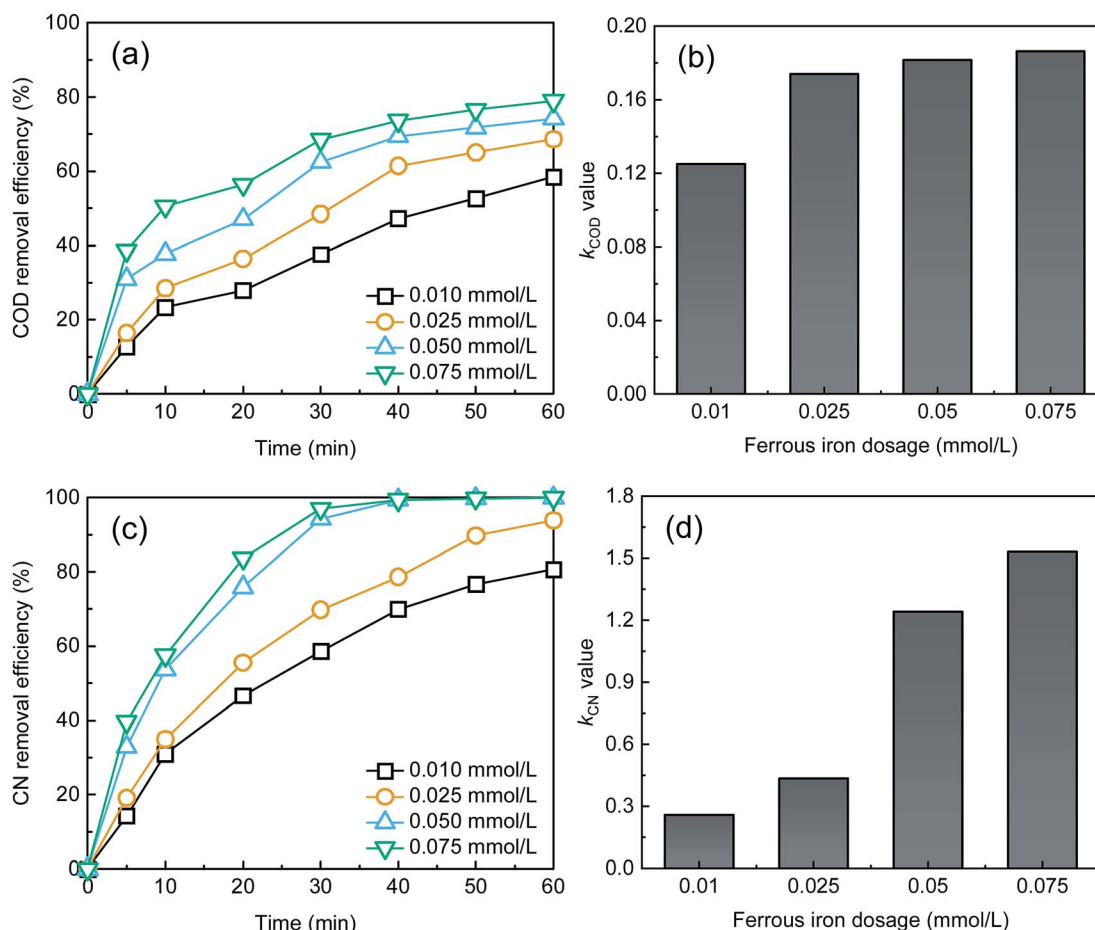 (a)
COD removal efficiency (%)
100
80
60
40
20
0
0 10 20 30 40 50 60
Time (min)
0.010 mmol/L
0.025 mmol/L
0.050 mmol/L
0.075 mmol/L
(b)
kCOD value
0.20
0.16
0.12
0.08
0.04
0.00
0.01 0.025 0.05 0.075
Ferrous iron dosage (mmol/L)
(c)
CN removal efficiency (%)
100
80
60
40
20
0
0 10 20 30 40 50 60
Time (min)
0.010 mmol/L
0.025 mmol/L
0.050 mmol/L
0.075 mmol/L
(d)
kCN value
1.8
1.5
1.2
0.9
0.6
0.3
0.0
0.01 0.025 0.05 0.075
Ferrous iron dosage (mmol/L)